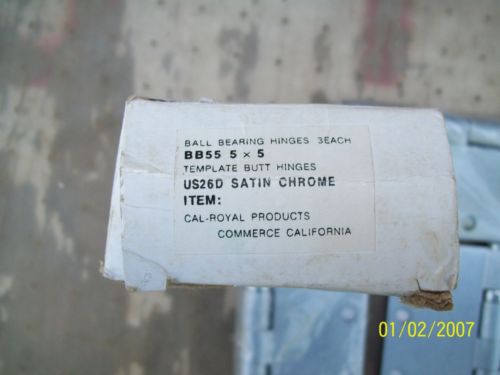 BALL BEARING HINGES 3EACH
BB55 5 x 5
TEMPLATE BUTT HINGES
US26D SATIN CHROME
ITEM:
CAL-ROYAL PRODUCTS
COMMERCE CALIFORNIA
01/02/2007